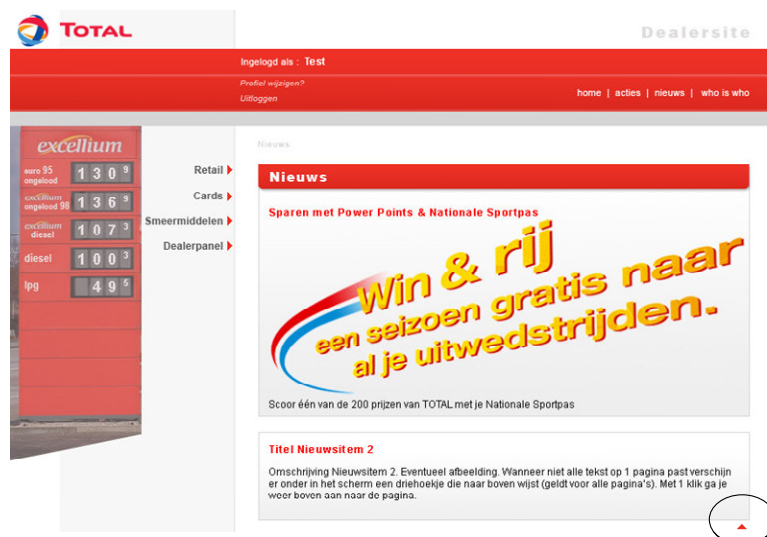 TOTAL
Dealersite
Ingelogd als : Test
Profiel wijzigen?
Uitloggen
home | acties | nieuws | who is who
excellium
euro 95 ongelood 1 3 0 9
excellium ongelood 98 1 3 6 9
excellium diesel 1 0 7 3
diesel 1 0 0 3
lpg 4 9 5
Retail
Cards
Smeermiddelen
Dealerpanel
Nieuws
Nieuws
Sparen met Power Points & Nationale Sportpas
Win & rij
een seizoen gratis naar
al je uitwedstrijden.
Scoor één van de 200 prijzen van TOTAL met je Nationale Sportpas
Titel Nieuwsitem 2
Omschrijving Nieuwsitem 2. Eventueel afbeelding. Wanneer niet alle tekst op 1 pagina past verschijn
er onder in het scherm een driehoekje die naar boven wijst (geldt voor alle pagina's). Met 1 klik ga je
weer boven aan naar de pagina.